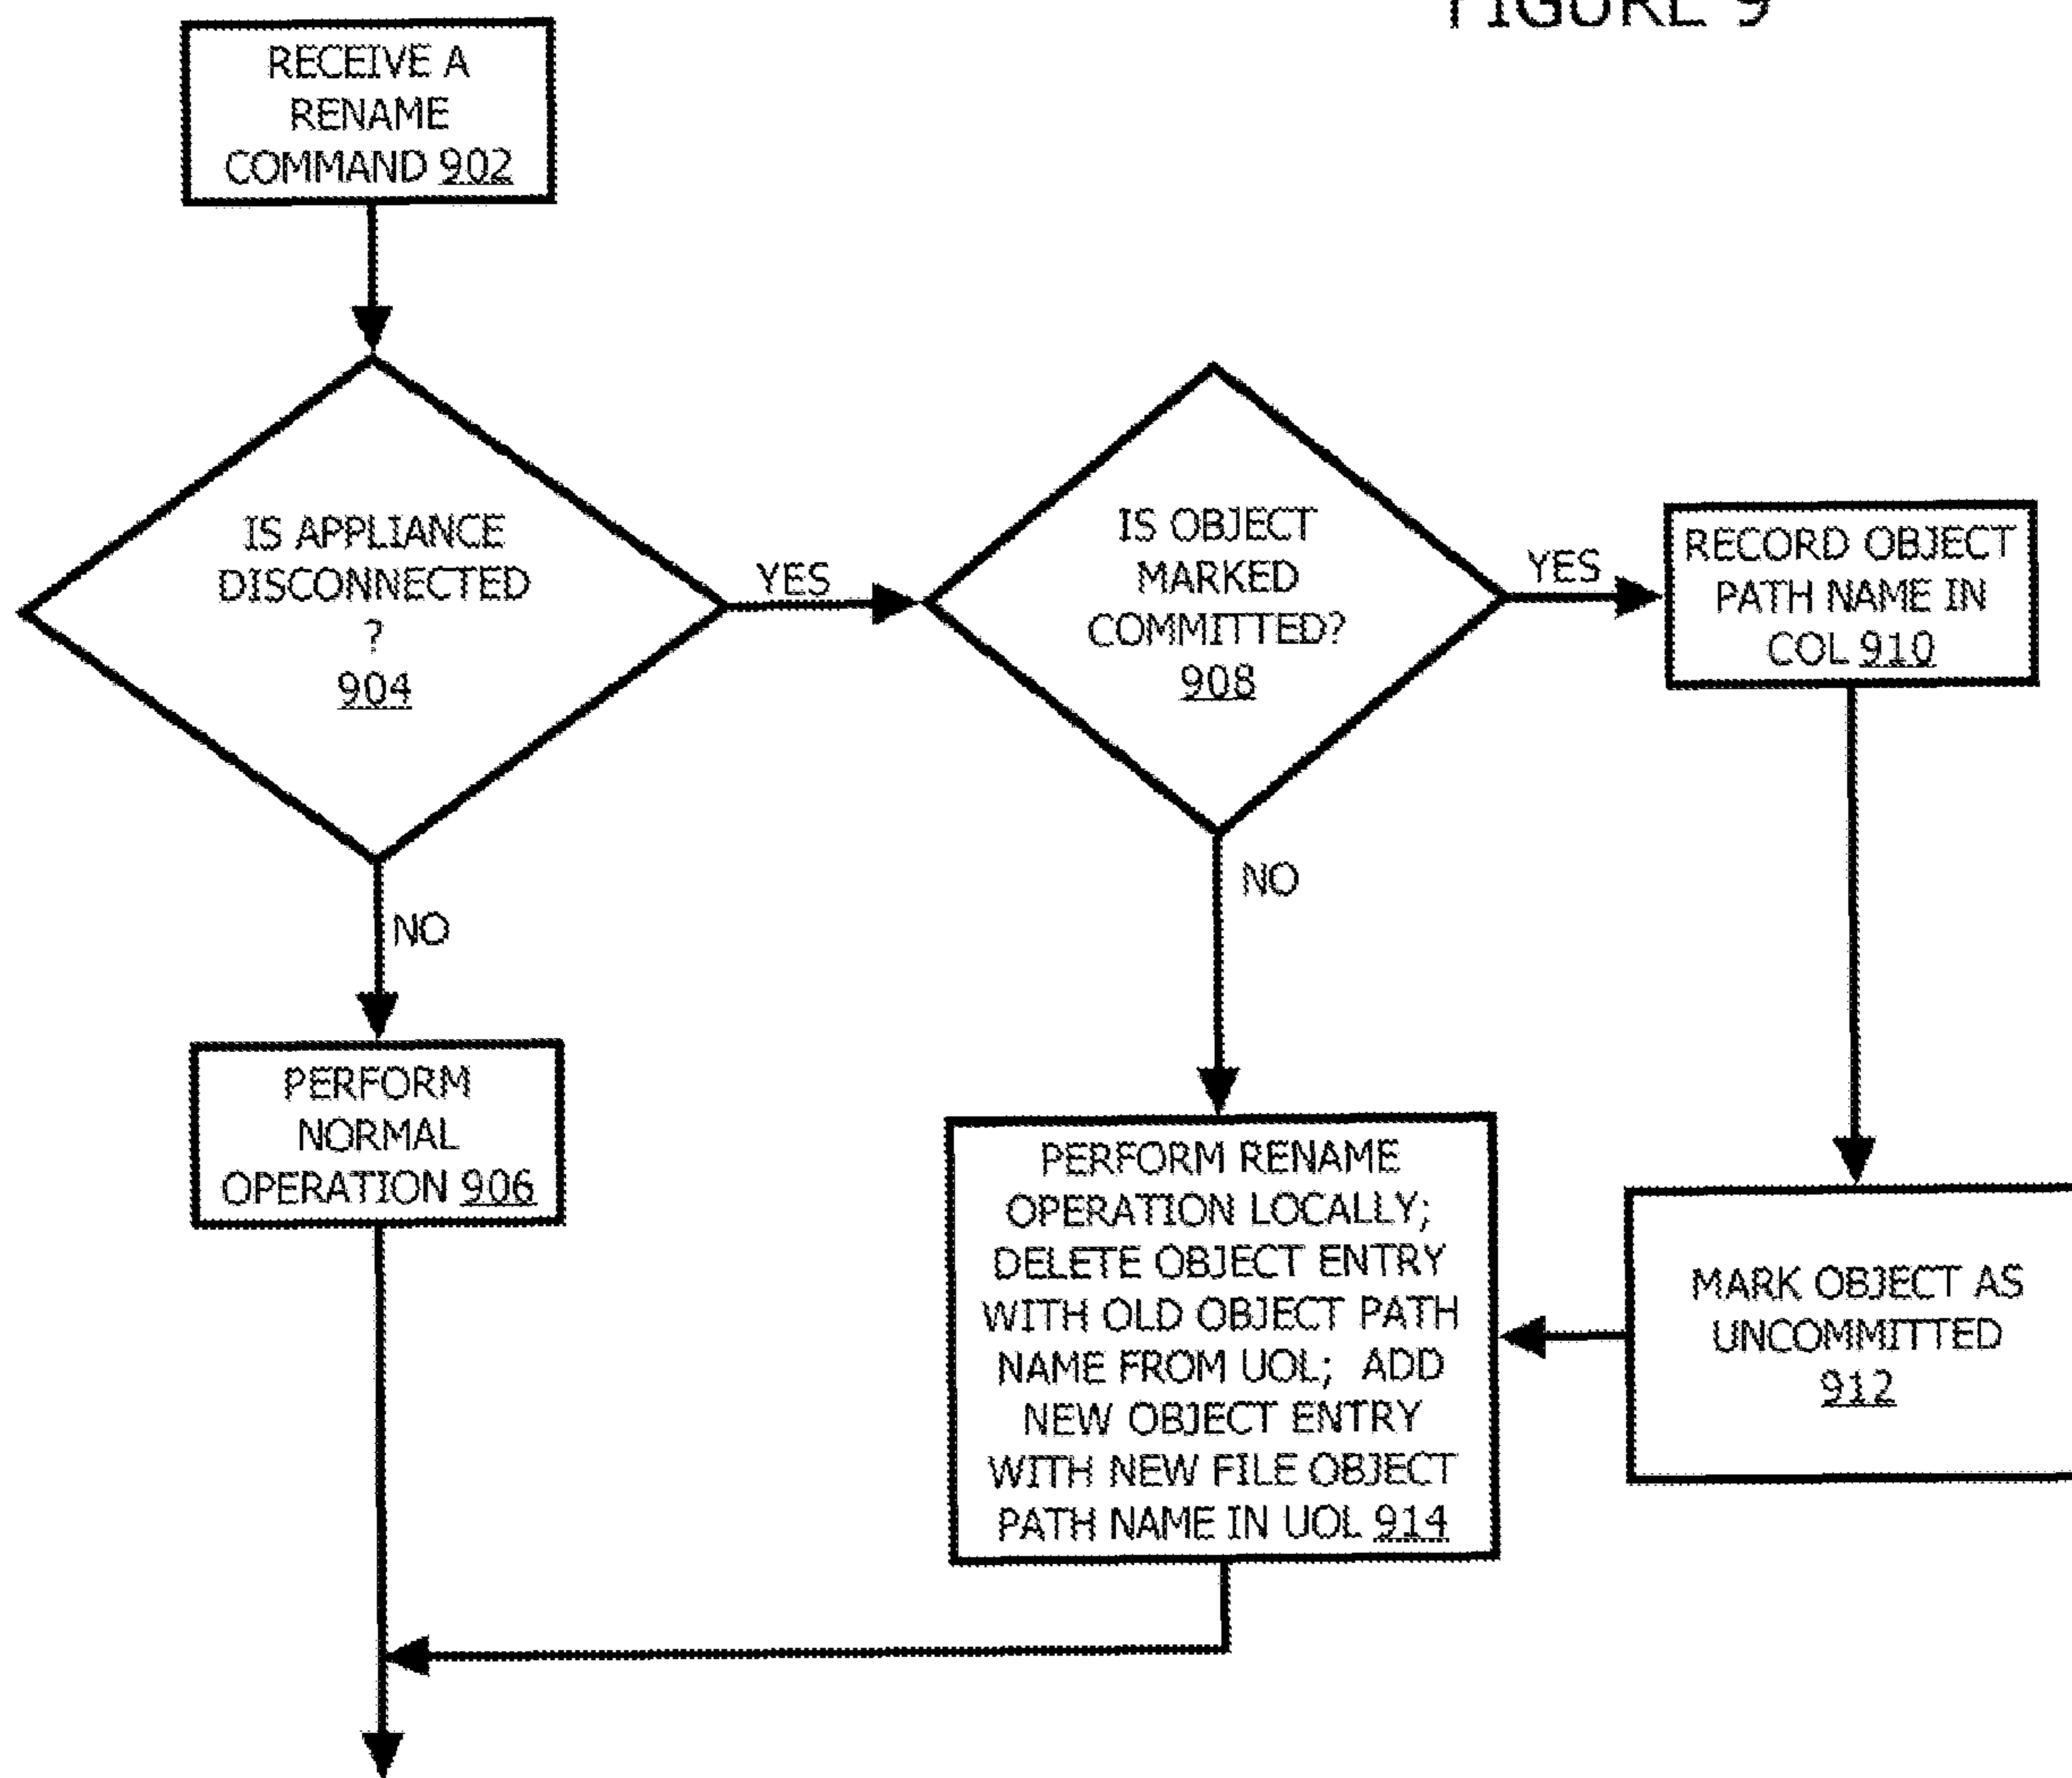 FIGURE 9
RECEIVE A
RENAME
COMMAND 902
IS APPLIANCE
DISCONNECTED
?
904
YES
IS OBJECT
MARKED
COMMITTED?
908
YES
RECORD OBJECT
PATH NAME IN
COL 910
NO
NO
PERFORM
NORMAL
OPERATION 906
PERFORM RENAME
OPERATION LOCALLY;
DELETE OBJECT ENTRY
WITH OLD OBJECT PATH
NAME FROM UOL; ADD
NEW OBJECT ENTRY
WITH NEW FILE OBJECT
PATH NAME IN UOL 914
MARK OBJECT AS
UNCOMMITTED
912